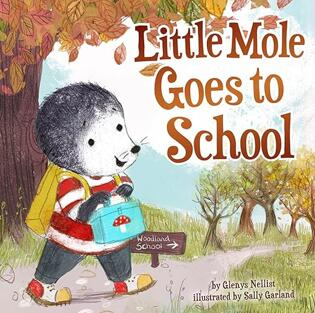 Little Mole
Goes to
School
Woodland
School
by Glenys Nellist
illustrated by Sally Garland